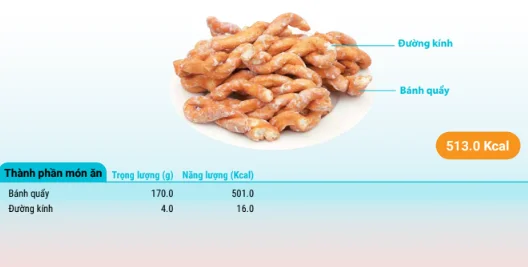 Đường kính
Bánh quẩy
513.0 Kcal
Thành phần món ăn Trọng lượng (g) Năng lượng (Kcal)
Bánh quẩy 170.0 501.0
Đường kính 4.0 16.0